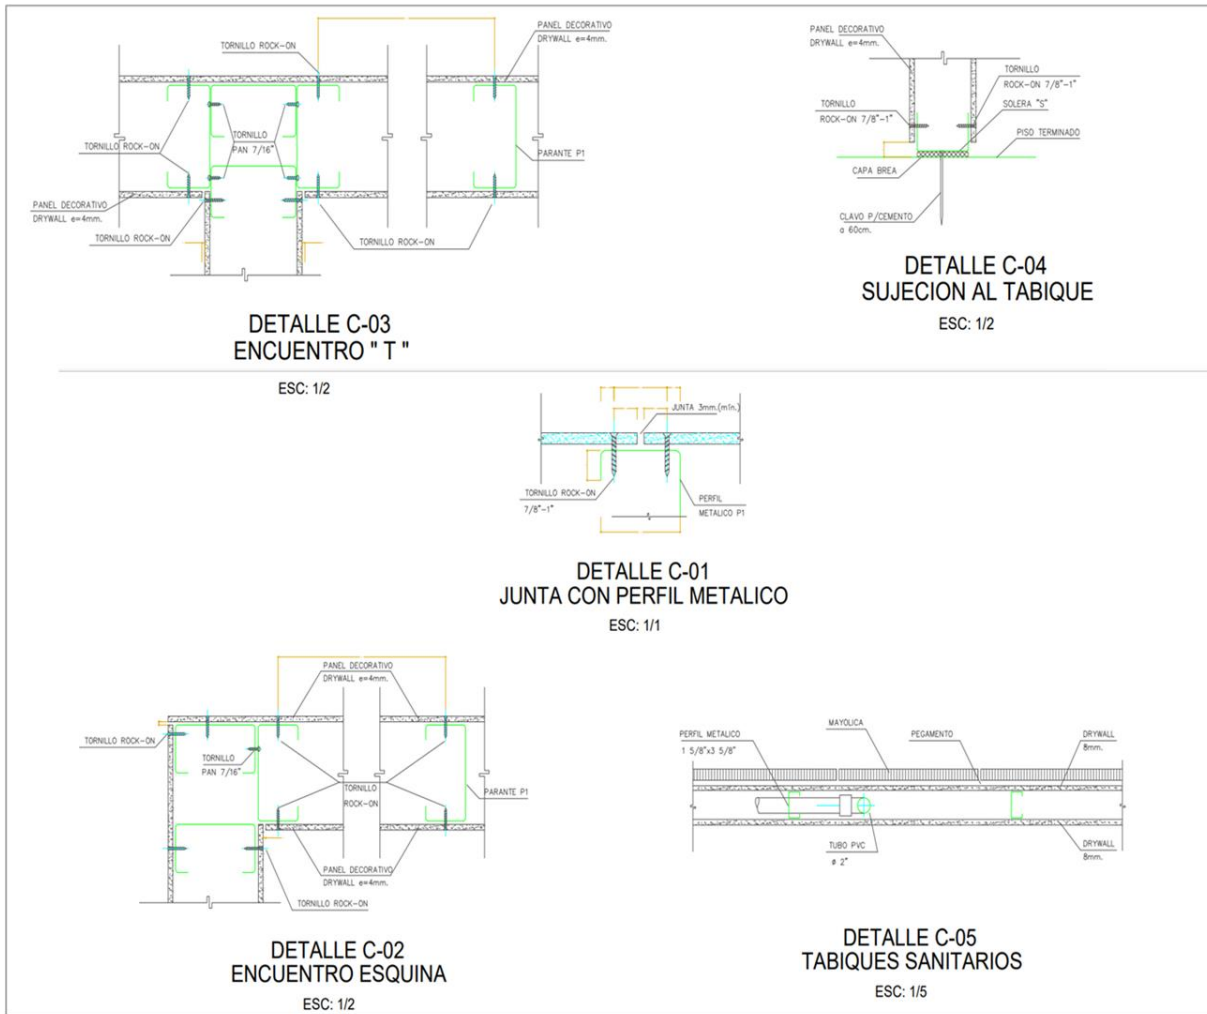 PANEL DECORATIVO
DRYWALL e=4mm.
TORNILLO ROCK-ON
TORNILLO
PAN 7/16"
TORNILLO ROCK-ON
PARANTE P1
PANEL DECORATIVO
DRYWALL e=4mm.
TORNILLO ROCK-ON
TORNILLO ROCK-ON
DETALLE C-03
ENCUENTRO " T "
ESC: 1/2
PANEL DECORATIVO
DRYWALL e=4mm.
TORNILLO
ROCK-ON 7/8"-1"
TORNILLO
ROCK-ON 7/8"-1"
SOLERA "S"
PISO TERMINADO
CAPA BREA
CLAVO P/CEMENTO
a 60cm.
DETALLE C-04
SUJECION AL TABIQUE
ESC: 1/2
JUNTA 3mm.(min.)
TORNILLO ROCK-ON
7/8"-1"
PERFIL
METALICO P1
DETALLE C-01
JUNTA CON PERFIL METALICO
ESC: 1/1
PANEL DECORATIVO
DRYWALL e=4mm.
TORNILLO ROCK-ON
TORNILLO
PAN 7/16"
TORNILLO
ROCK-ON
PARANTE P1
PANEL DECORATIVO
DRYWALL e=4mm.
TORNILLO ROCK-ON
DETALLE C-02
ENCUENTRO ESQUINA
ESC: 1/2
MAYOLICA
PERFIL METALICO
1 5/8"x3 5/8"
PEGAMENTO
DRYWALL
8mm.
TUBO PVC
ø 2"
DRYWALL
8mm.
DETALLE C-05
TABIQUES SANITARIOS
ESC: 1/5